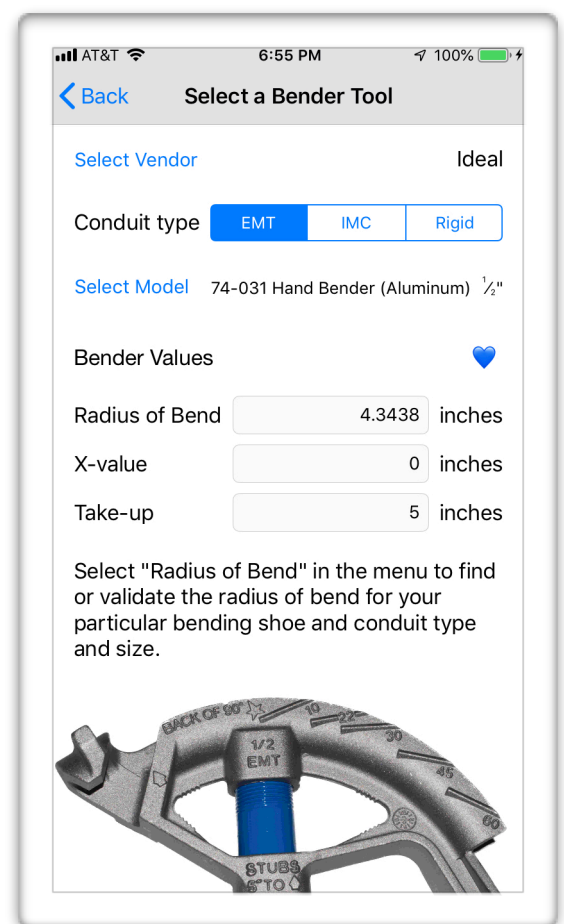 AT&T 6:55 PM 100%
Back Select a Bender Tool
Select Vendor Ideal
Conduit type EMT IMC Rigid
Select Model 74-031 Hand Bender (Aluminum) ½"
Bender Values
Radius of Bend 4.3438 inches
X-value 0 inches
Take-up 5 inches
Select "Radius of Bend" in the menu to find
or validate the radius of bend for your
particular bending shoe and conduit type
and size.
BACK OF 90° 10 22 30 45 60
1/2
EMT
STUBS
5" TO